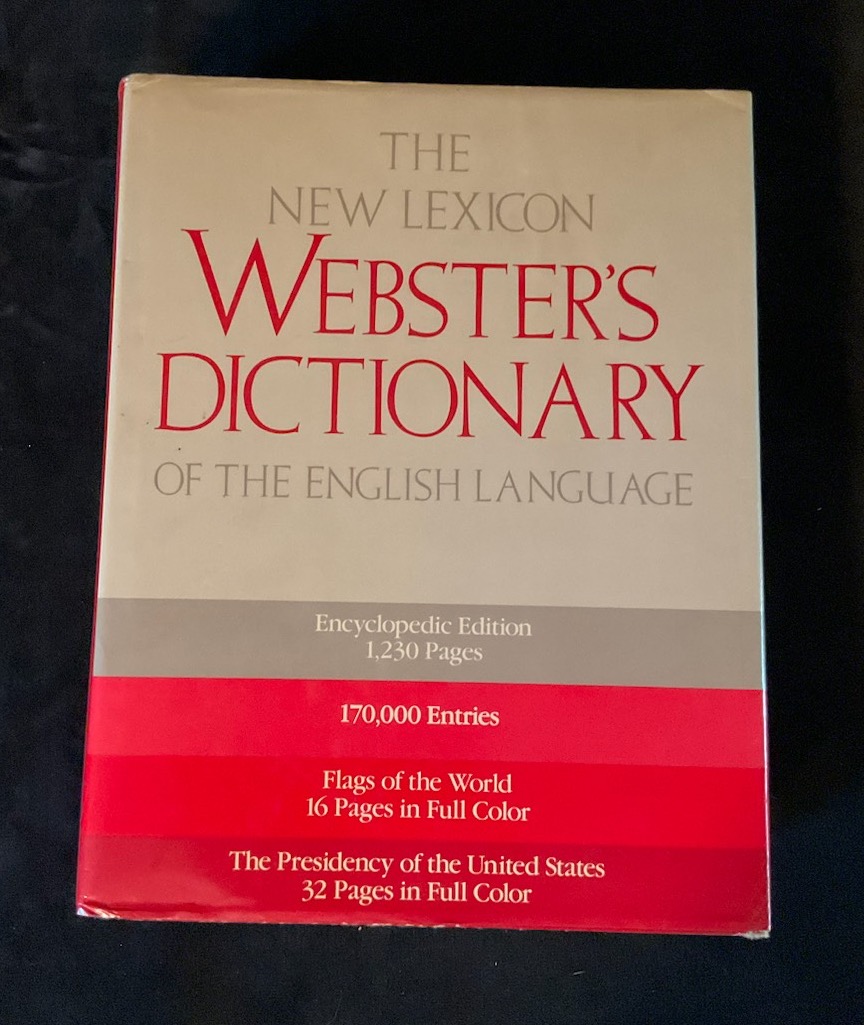 THE
NEW LEXICON
WEBSTER'S
DICTIONARY
OF THE ENGLISH LANGUAGE
Encyclopedic Edition
1,230 Pages
170,000 Entries
Flags of the World
16 Pages in Full Color
The Presidency of the United States
32 Pages in Full Color